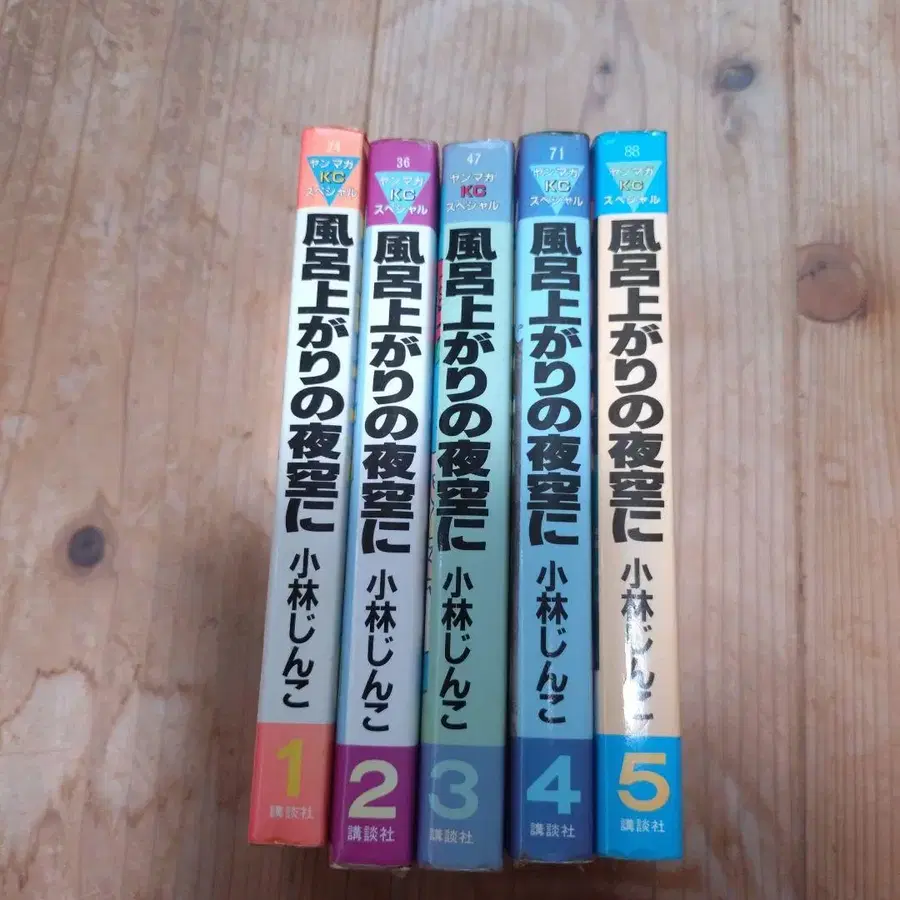 24
ヤンマガ
KC
スペシャル
風呂上がりの夜空に
小林じんこ
1
講談社
36
ヤンマガ
KC
スペシャル
風呂上がりの夜空に
小林じんこ
2
講談社
47
ヤンマガ
KC
スペシャル
風呂上がりの夜空に
小林じんこ
3
講談社
71
ヤンマガ
KC
スペシャル
風呂上がりの夜空に
小林じんこ
4
講談社
88
ヤンマガ
KC
スペシャル
風呂上がりの夜空に
小林じんこ
5
講談社